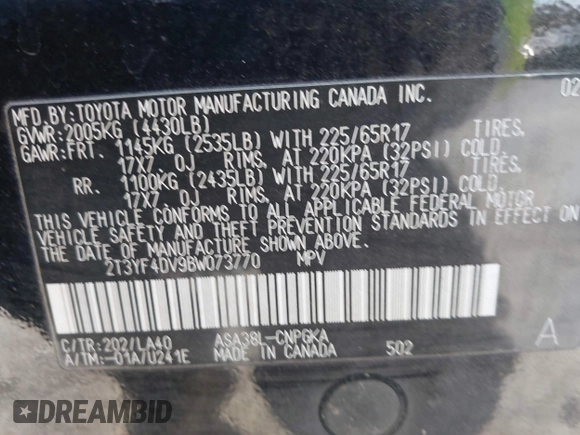 MFD.BY:TOYOTA MOTOR MANUFACTURING CANADA INC. 02
GVWR:2005KG (4430LB)
GAWR:FRT. 1145KG (2535LB) WITH 225/65R17 TIRES.
17X7 0J RIMS, AT 220KPA (32PSI) COLD.
RR. 1100KG (2435LB) WITH 225/65R17 TIRES.
17X7 0J RIMS, AT 220KPA (32PSI) COLD.
THIS VEHICLE CONFORMS TO ALL APPLICABLE FEDERAL MOTOR
VEHICLE SAFETY AND THEFT PREVENTION STANDARDS IN EFFECT ON
THE DATE OF MANUFACTURE SHOWN ABOVE.
2T3YF4DV9BW073770 MPV
C/TR:202/LA40 ASA38L-CNPGKA A
A/TM:-01A/U241E MADE IN CANADA 502
DREAMBID